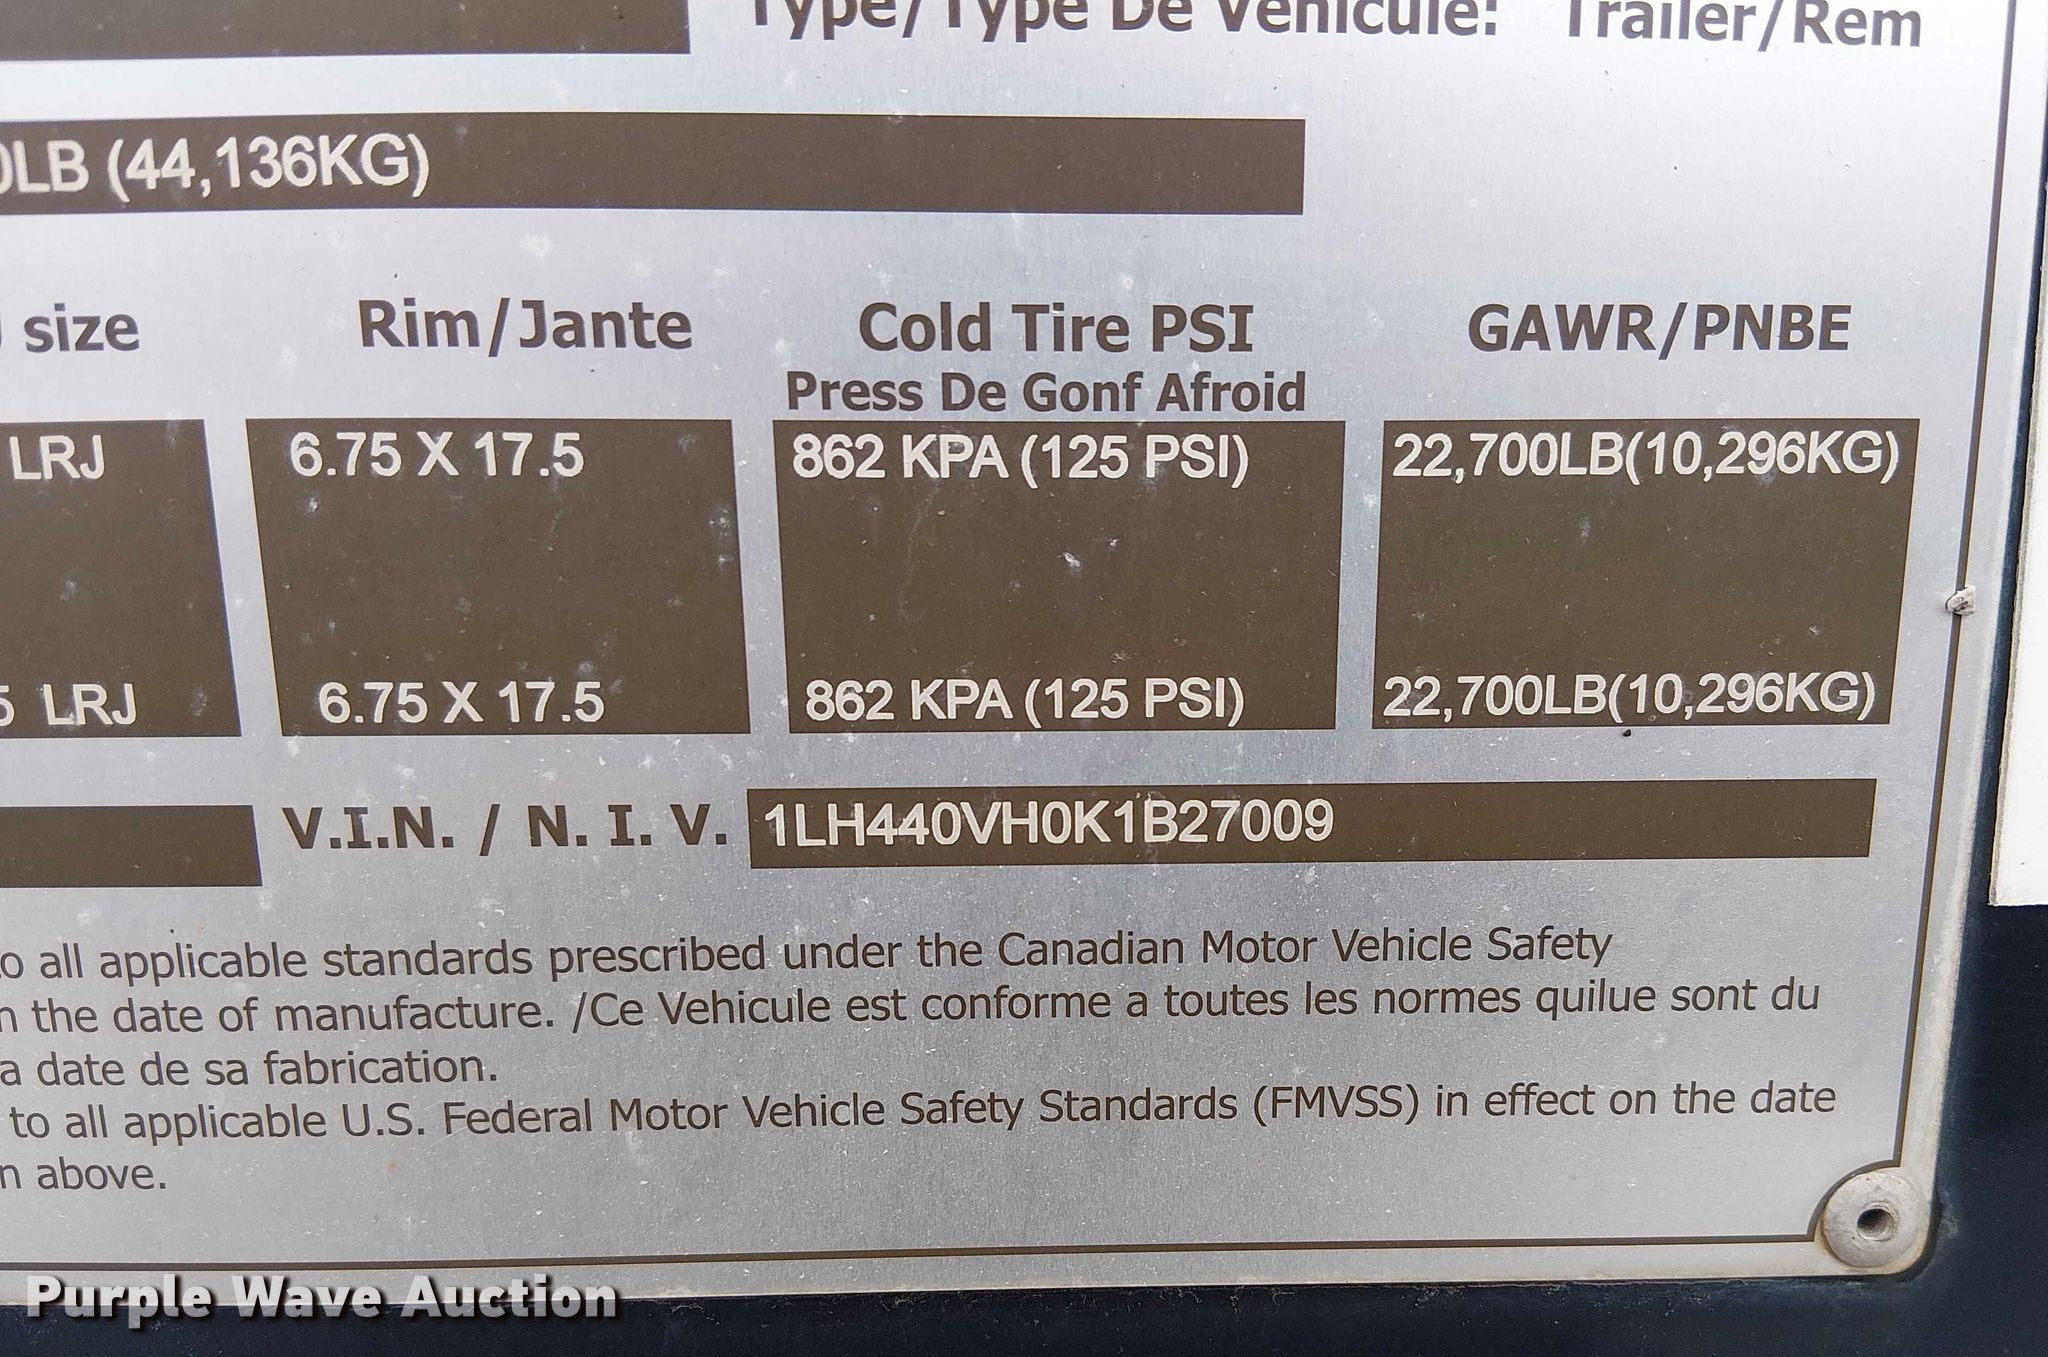 Type/Type De Vehicule: Trailer/Rem
0LB (44,136KG)
size Rim/Jante Cold Tire PSI GAWR/PNBE
Press De Gonf Afroid
LRJ 6.75 X 17.5 862 KPA (125 PSI) 22,700LB(10,296KG)
5 LRJ 6.75 X 17.5 862 KPA (125 PSI) 22,700LB(10,296KG)
V.I.N. / N. I. V. 1LH440VH0K1B27009
to all applicable standards prescribed under the Canadian Motor Vehicle Safety
n the date of manufacture. /Ce Vehicule est conforme a toutes les normes quilue sont du
a date de sa fabrication.
to all applicable U.S. Federal Motor Vehicle Safety Standards (FMVSS) in effect on the date
n above.
Purple Wave Auction